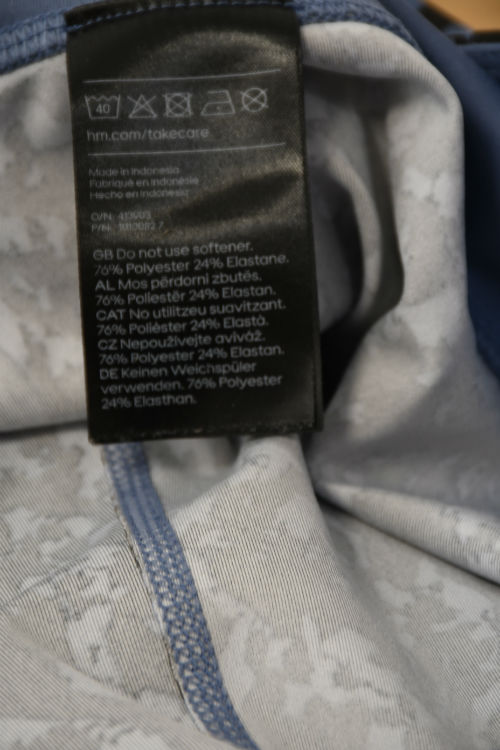 40
hm.com/takecare
Made in Indonesia
Fabriqué en Indonésie
Hecho en Indonesia
O/N:
P/N:
GB Do not use softener.
76% Polyester 24% Elastane.
AL Mos përdorni zbutës.
76% Poliestër 24% Elastan.
CAT No utilitzeu suavitzant.
76% Polièster 24% Elastà.
CZ Nepoužívejte aviváž.
76% Polyester 24% Elastan.
DE Keinen Weichspüler
verwenden. 76% Polyester
24% Elasthan.